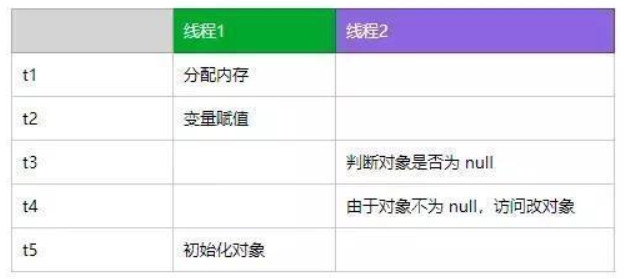 线程1 线程2
t1 分配内存
t2 变量赋值
t3 判断对象是否为 null
t4 由于对象不为 null，访问改对象
t5 初始化对象